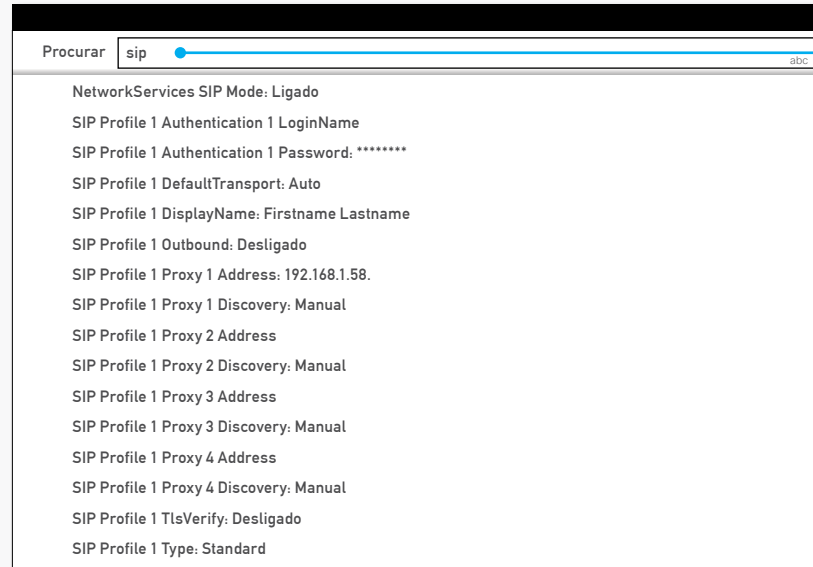 Procurar sip
abc
NetworkServices SIP Mode: Ligado
SIP Profile 1 Authentication 1 LoginName
SIP Profile 1 Authentication 1 Password: ********
SIP Profile 1 DefaultTransport: Auto
SIP Profile 1 DisplayName: Firstname Lastname
SIP Profile 1 Outbound: Desligado
SIP Profile 1 Proxy 1 Address: 192.168.1.58.
SIP Profile 1 Proxy 1 Discovery: Manual
SIP Profile 1 Proxy 2 Address
SIP Profile 1 Proxy 2 Discovery: Manual
SIP Profile 1 Proxy 3 Address
SIP Profile 1 Proxy 3 Discovery: Manual
SIP Profile 1 Proxy 4 Address
SIP Profile 1 Proxy 4 Discovery: Manual
SIP Profile 1 TlsVerify: Desligado
SIP Profile 1 Type: Standard